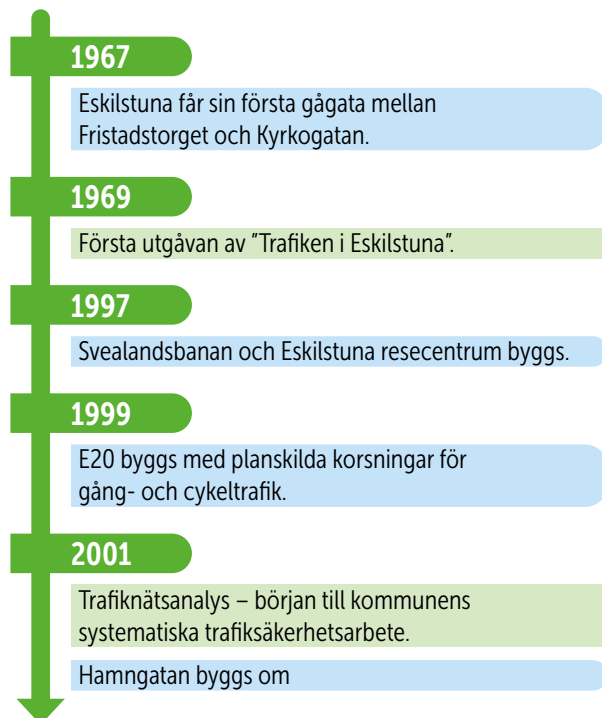 1967
Eskilstuna får sin första gågata mellan
Fristadstorget och Kyrkogatan.
1969
Första utgåvan av ”Trafiken i Eskilstuna”.
1997
Svealandsbanan och Eskilstuna resecentrum byggs.
1999
E20 byggs med planskilda korsningar för
gång- och cykeltrafik.
2001
Trafiknätsanalys – början till kommunens
systematiska trafiksäkerhetsarbete.
Hamngatan byggs om